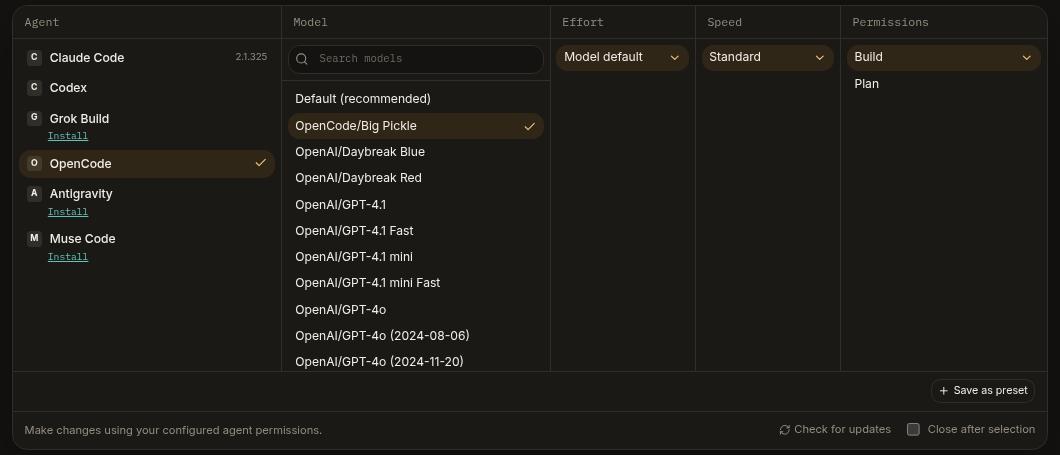 Agent
Model
Effort
Speed
Permissions
C Claude Code 2.1.325
C Codex
G Grok Build
Install
O OpenCode
A Antigravity
Install
M Muse Code
Install
Search models
Default (recommended)
OpenCode/Big Pickle
OpenAI/Daybreak Blue
OpenAI/Daybreak Red
OpenAI/GPT-4.1
OpenAI/GPT-4.1 Fast
OpenAI/GPT-4.1 mini
OpenAI/GPT-4.1 mini Fast
OpenAI/GPT-4o
OpenAI/GPT-4o (2024-08-06)
OpenAI/GPT-4o (2024-11-20)
Model default
Standard
Build
Plan
+ Save as preset
Make changes using your configured agent permissions.
Check for updates
Close after selection